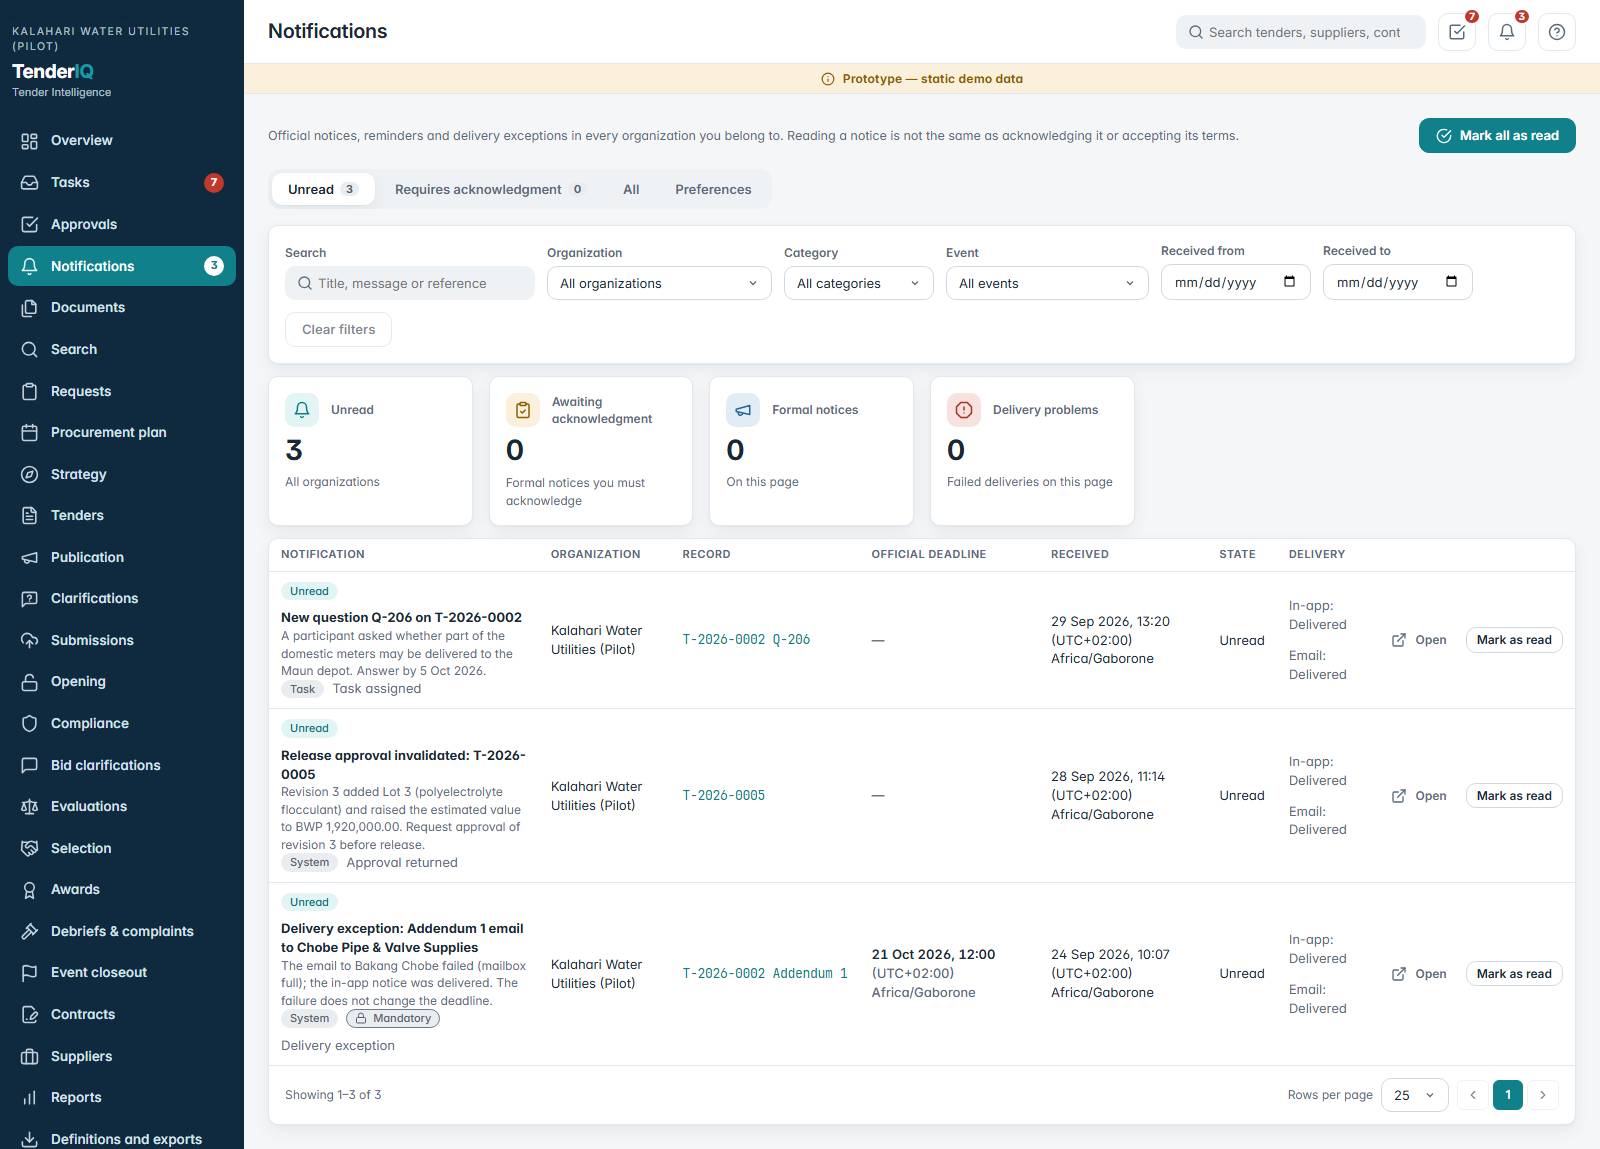 KALAHARI WATER UTILITIES
(PILOT)
TenderIQ
Tender Intelligence
Overview
Tasks 7
Approvals
Notifications 3
Documents
Search
Requests
Procurement plan
Strategy
Tenders
Publication
Clarifications
Submissions
Opening
Compliance
Bid clarifications
Evaluations
Selection
Awards
Debriefs & complaints
Event closeout
Contracts
Suppliers
Reports
Definitions and exports
Notifications
Search tenders, suppliers, cont
7
3
Prototype — static demo data
Official notices, reminders and delivery exceptions in every organization you belong to. Reading a notice is not the same as acknowledging it or accepting its terms.
Mark all as read
Unread 3
Requires acknowledgment 0
All
Preferences
Search
Title, message or reference
Organization
All organizations
Category
All categories
Event
All events
Received from
mm/dd/yyyy
Received to
mm/dd/yyyy
Clear filters
Unread
3
All organizations
Awaiting
acknowledgment
0
Formal notices you must
acknowledge
Formal notices
0
On this page
Delivery problems
0
Failed deliveries on this page
NOTIFICATION ORGANIZATION RECORD OFFICIAL DEADLINE RECEIVED STATE DELIVERY
Unread
New question Q-206 on T-2026-0002
A participant asked whether part of the
domestic meters may be delivered to the
Maun depot. Answer by 5 Oct 2026.
Task Task assigned
Kalahari Water
Utilities (Pilot)
T-2026-0002 Q-206
—
29 Sep 2026, 13:20
(UTC+02:00)
Africa/Gaborone
Unread
In-app:
Delivered
Email:
Delivered
Open
Mark as read
Unread
Release approval invalidated: T-2026-
0005
Revision 3 added Lot 3 (polyelectrolyte
flocculant) and raised the estimated value
to BWP 1,920,000.00. Request approval of
revision 3 before release.
System Approval returned
Kalahari Water
Utilities (Pilot)
T-2026-0005
—
28 Sep 2026, 11:14
(UTC+02:00)
Africa/Gaborone
Unread
In-app:
Delivered
Email:
Delivered
Open
Mark as read
Unread
Delivery exception: Addendum 1 email
to Chobe Pipe & Valve Supplies
The email to Bakang Chobe failed (mailbox
full); the in-app notice was delivered. The
failure does not change the deadline.
System Mandatory
Delivery exception
Kalahari Water
Utilities (Pilot)
T-2026-0002 Addendum 1
21 Oct 2026, 12:00
(UTC+02:00)
Africa/Gaborone
24 Sep 2026, 10:07
(UTC+02:00)
Africa/Gaborone
Unread
In-app:
Delivered
Email:
Delivered
Open
Mark as read
Showing 1–3 of 3
Rows per page 25
1